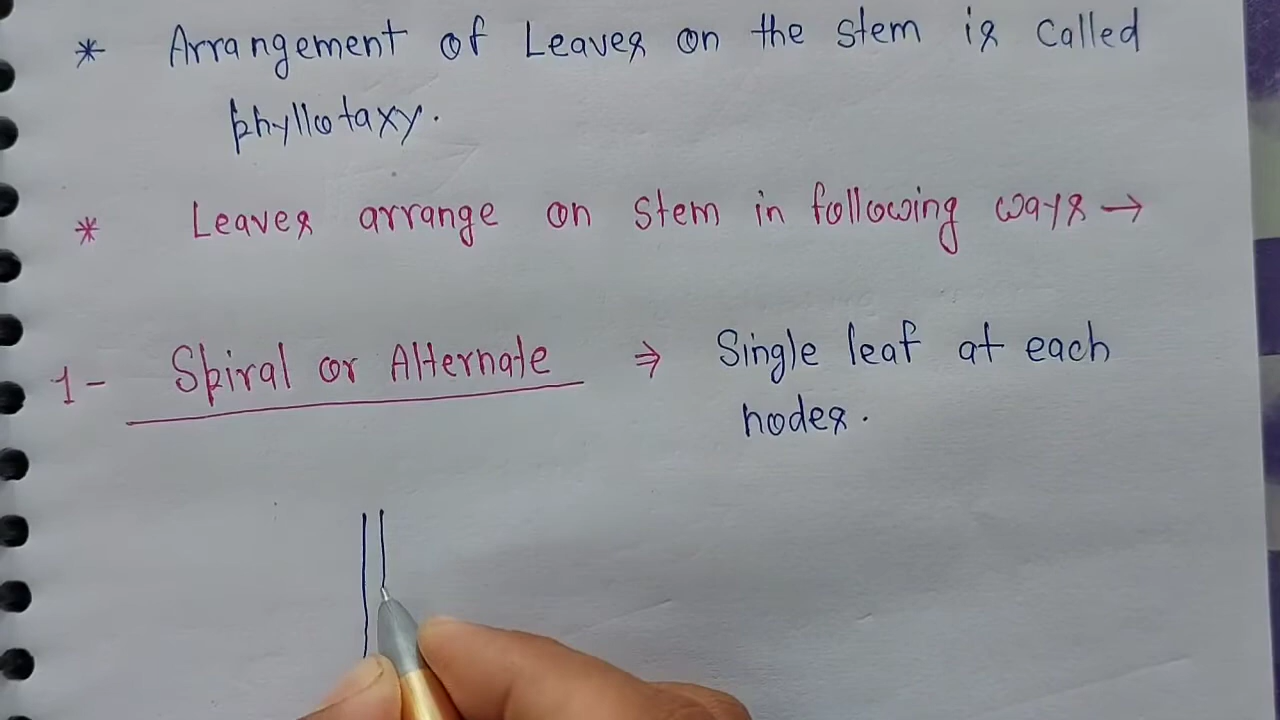 * Arrangement of Leaves on the stem is called
phyllotaxy.
* Leaves arrange on stem in following ways →
1- Spiral or Alternate ⇒ Single leaf at each
nodes.